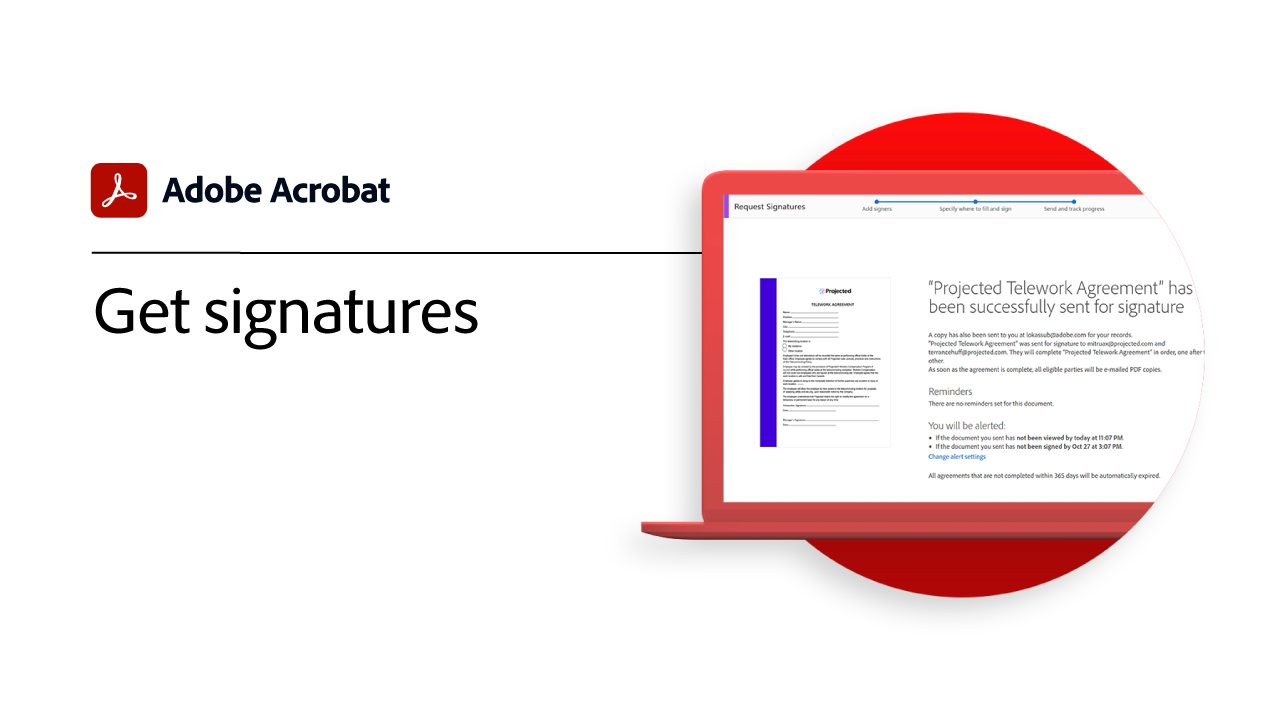 Adobe Acrobat
Get signatures
Request Signatures
Add signers
Specify where to fill and sign
Send and track progress
Projected
TELEWORK AGREEMENT
"Projected Telework Agreement" has
been successfully sent for signature
A copy has also been sent to you at lokassub@adobe.com for your records.
"Projected Telework Agreement" was sent for signature to mitruax@projected.com and
terrancehuff@projected.com. They will complete "Projected Telework Agreement" in order, one after
other.
As soon as the agreement is complete, all eligible parties will be e-mailed PDF copies.
Reminders
There are no reminders set for this document.
You will be alerted:
• If the document you sent has not been viewed by today at 11:07 PM.
• If the document you sent has not been signed by Oct 27 at 3:07 PM.
Change alert settings
All agreements that are not completed within 365 days will be automatically expired.